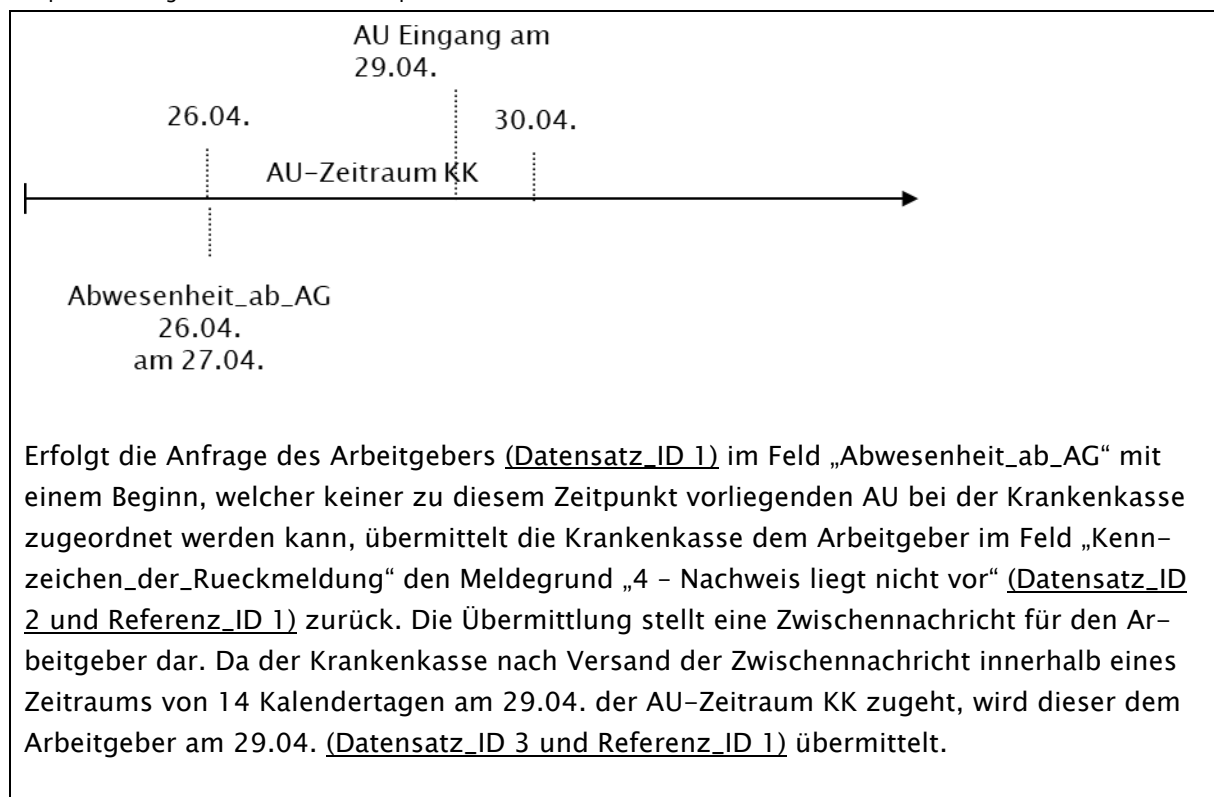 AU Eingang am
29.04.
26.04.
30.04.
AU-Zeitraum KK
Abwesenheit_ab_AG
26.04.
am 27.04.
Erfolgt die Anfrage des Arbeitgebers (Datensatz_ID 1) im Feld „Abwesenheit_ab_AG“ mit
einem Beginn, welcher keiner zu diesem Zeitpunkt vorliegenden AU bei der Krankenkasse
zugeordnet werden kann, übermittelt die Krankenkasse dem Arbeitgeber im Feld „Kenn-
zeichen_der_Rueckmeldung“ den Meldegrund „4 – Nachweis liegt nicht vor“ (Datensatz_ID
2 und Referenz_ID 1) zurück. Die Übermittlung stellt eine Zwischennachricht für den Ar-
beitgeber dar. Da der Krankenkasse nach Versand der Zwischennachricht innerhalb eines
Zeitraums von 14 Kalendertagen am 29.04. der AU-Zeitraum KK zugeht, wird dieser dem
Arbeitgeber am 29.04. (Datensatz_ID 3 und Referenz_ID 1) übermittelt.